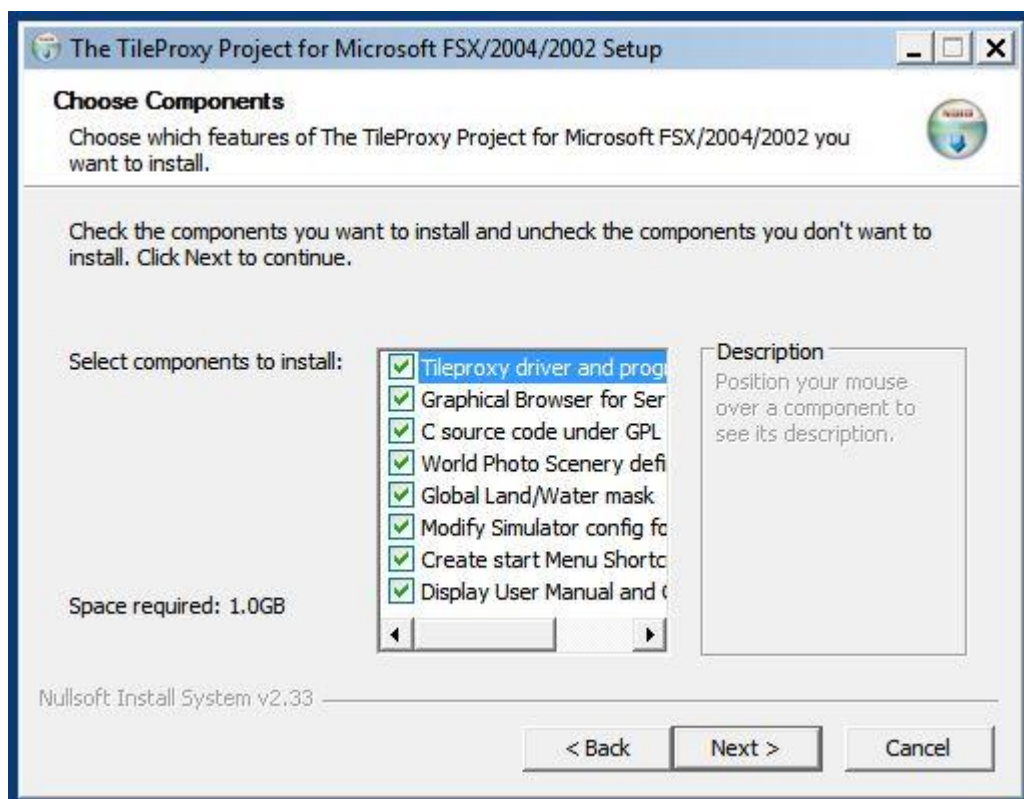 The TileProxy Project for Microsoft FSX/2004/2002 Setup
Choose Components
Choose which features of The TileProxy Project for Microsoft FSX/2004/2002 you
want to install.
Check the components you want to install and uncheck the components you don't want to
install. Click Next to continue.
Select components to install:
Tileproxy driver and prog
Graphical Browser for Ser
C source code under GPL
World Photo Scenery defi
Global Land/Water mask
Modify Simulator config fo
Create start Menu Shortc
Display User Manual and
Description
Position your mouse
over a component to
see its description.
Space required: 1.0GB
Nullsoft Install System v2.33
< Back
Next >
Cancel